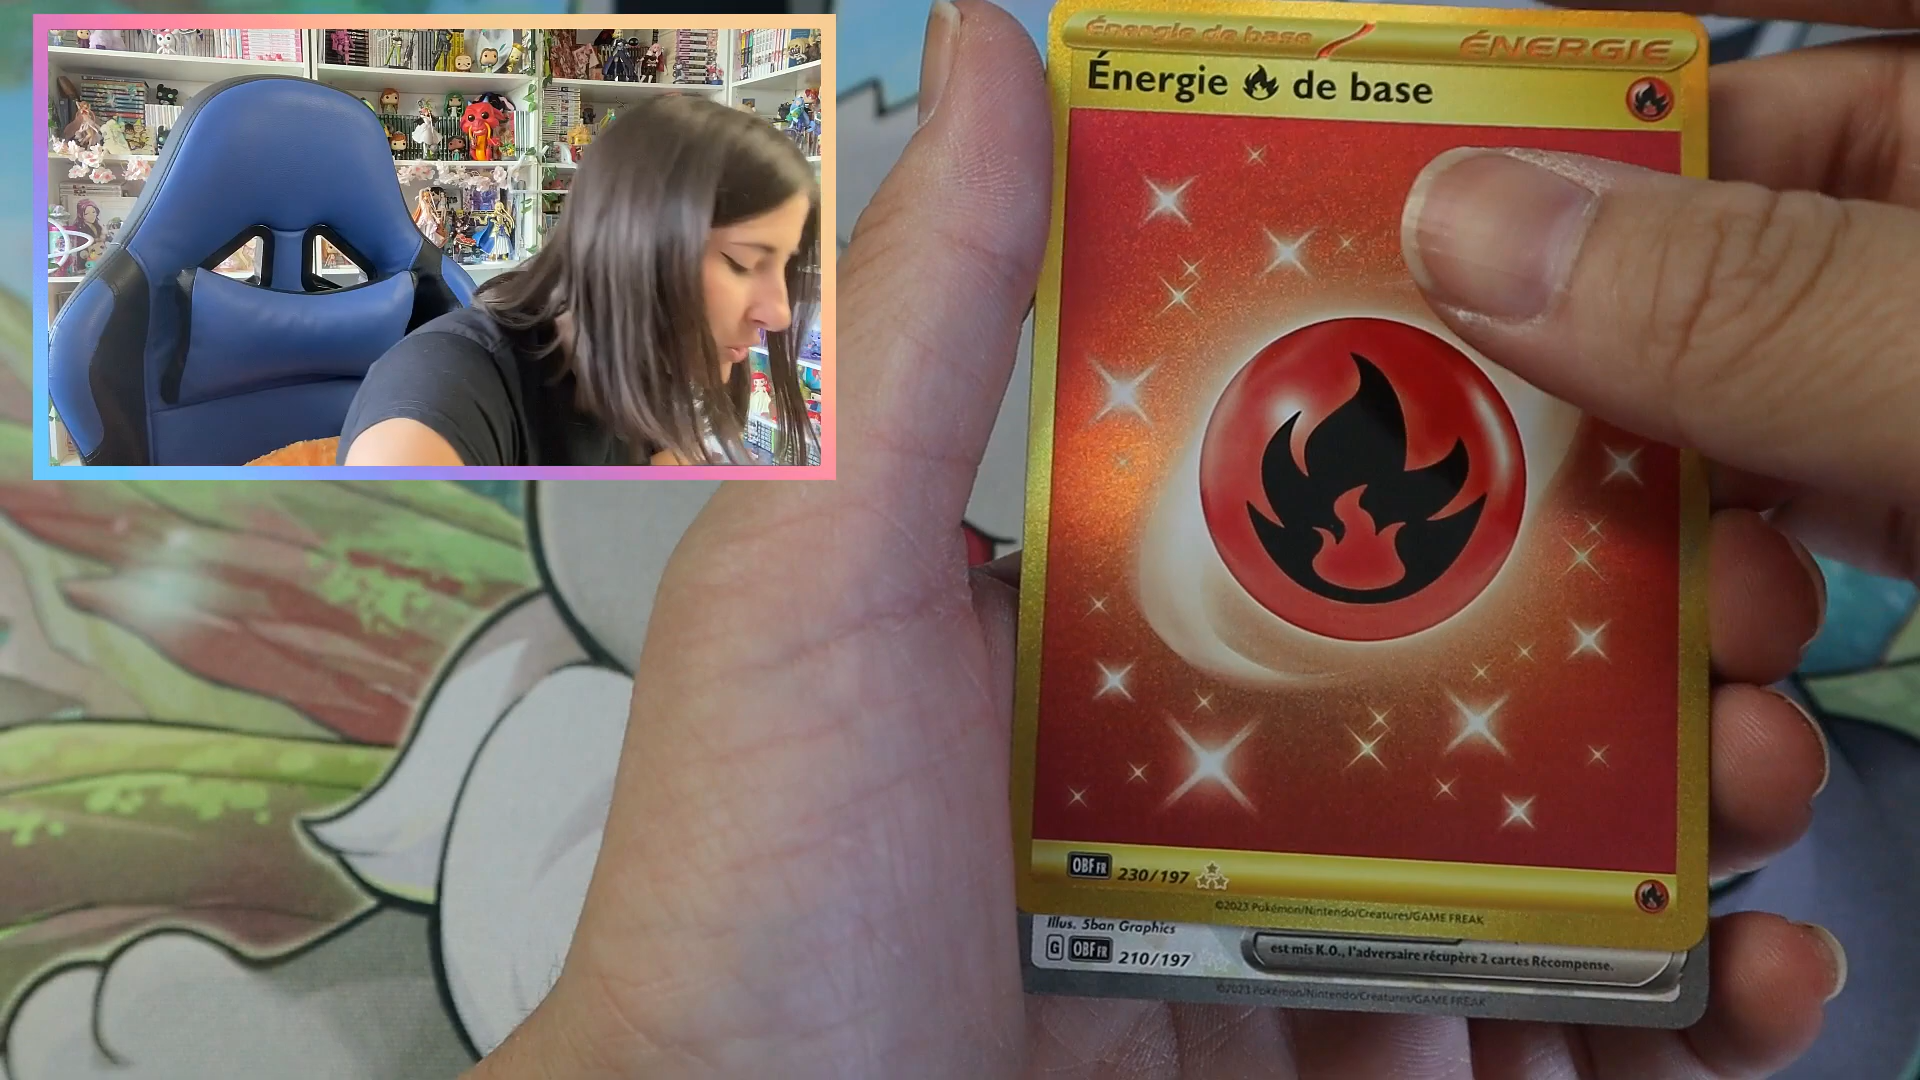 Énergie de base
ÉNERGIE
Énergie de base
OBF FR 230/197
©2023 Pokémon/Nintendo/Creatures/GAME FREAK
Illus. 5ban Graphics
G OBF FR 210/197
est mis K.O., l'adversaire récupère 2 cartes Récompense.
©2023 Pokémon/Nintendo/Creatures/GAME FREAK